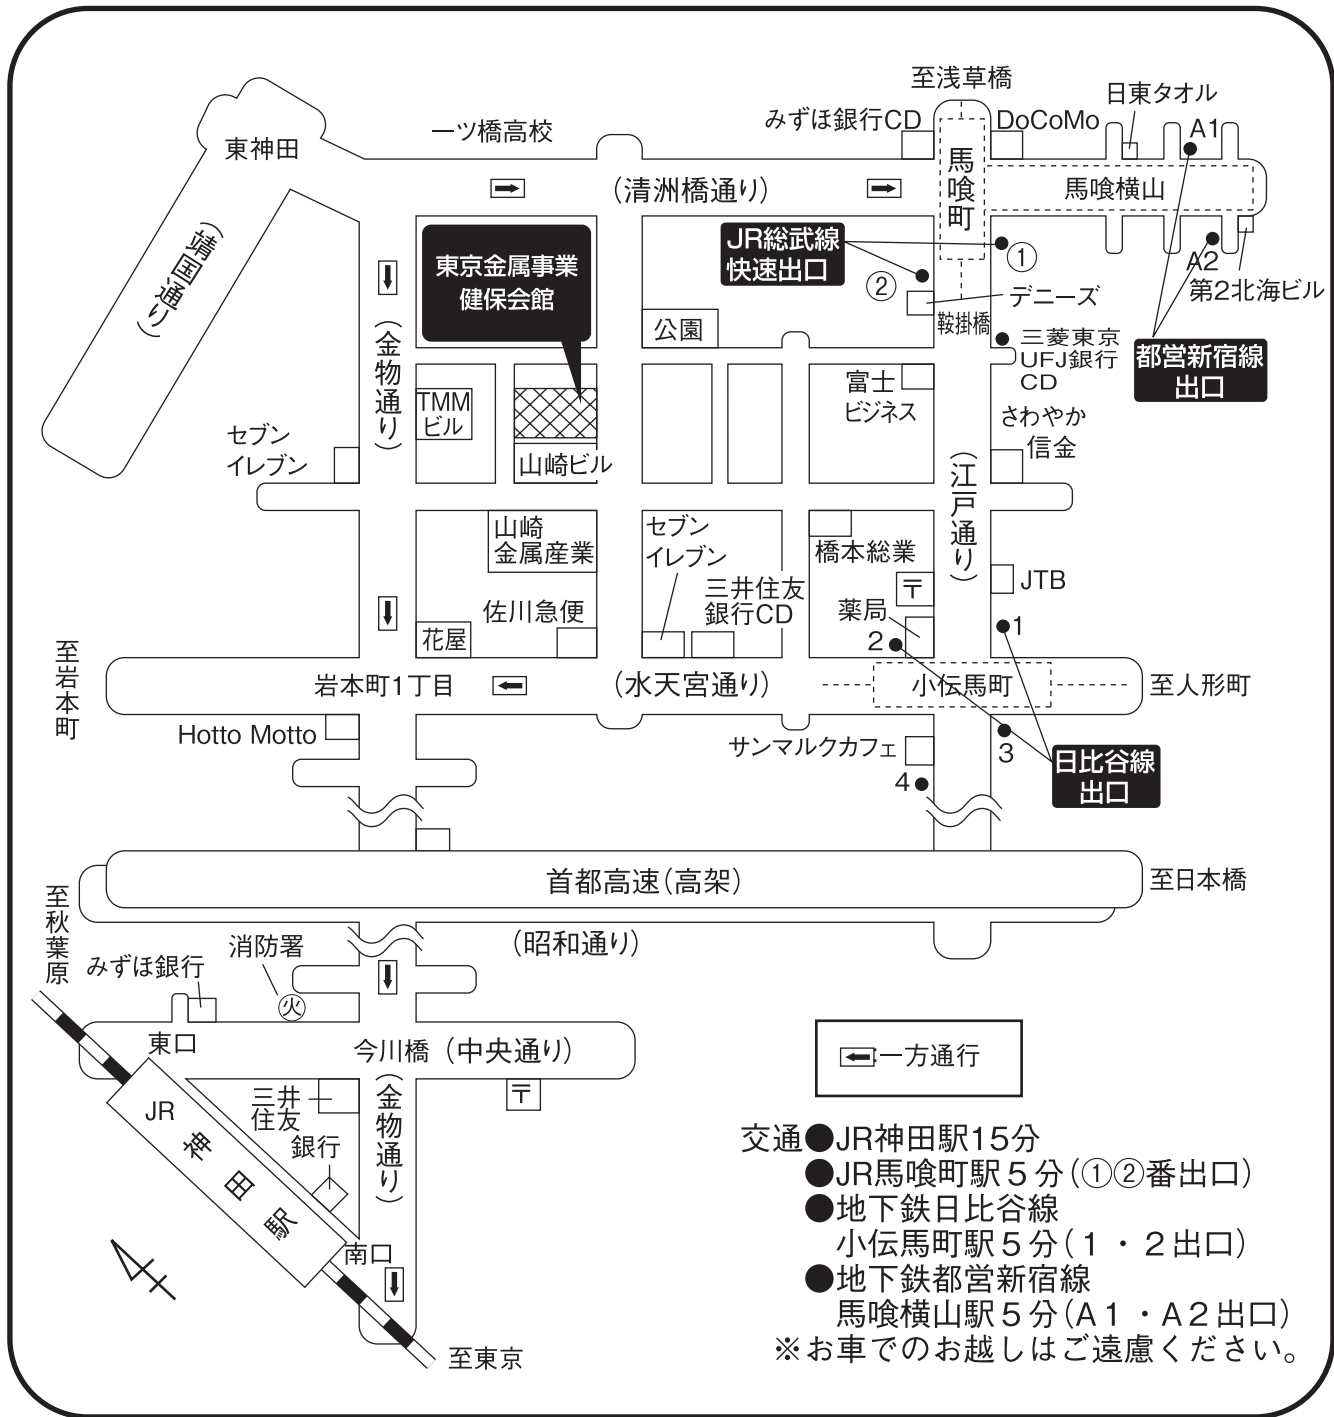 至浅草橋
日東タオル
みずほ銀行CD
DoCoMo
A1
一ツ橋高校
東神田
馬喰町
(清洲橋通り)
馬喰横山
(靖国通り)
東京金属事業
健保会館
JR総武線
快速出口
①
②
A2
第2北海ビル
デニーズ
鞍掛橋
公園
(金物通り)
三菱東京
UFJ銀行
CD
都営新宿線
出口
TMM
ビル
富士
ビジネス
さわやか
信金
セブン
イレブン
山崎ビル
(江戸通り)
山崎
金属産業
セブン
イレブン
橋本総業
〒
JTB
三井住友
銀行CD
佐川急便
薬局
花屋
2
1
至岩本町
岩本町1丁目
(水天宮通り)
小伝馬町
至人形町
Hotto Motto
サンマルクカフェ
3
4
日比谷線
出口
首都高速(高架)
至日本橋
至秋葉原
(昭和通り)
消防署
みずほ銀行
火
東口
今川橋
(中央通り)
一方通行
三井
住友
銀行
〒
(金物通り)
JR
神田駅
南口
至東京
交通●JR神田駅15分
●JR馬喰町駅5分(①②番出口)
●地下鉄日比谷線
小伝馬町駅5分(1・2出口)
●地下鉄都営新宿線
馬喰横山駅5分(A1・A2出口)
※お車でのお越しはご遠慮ください。